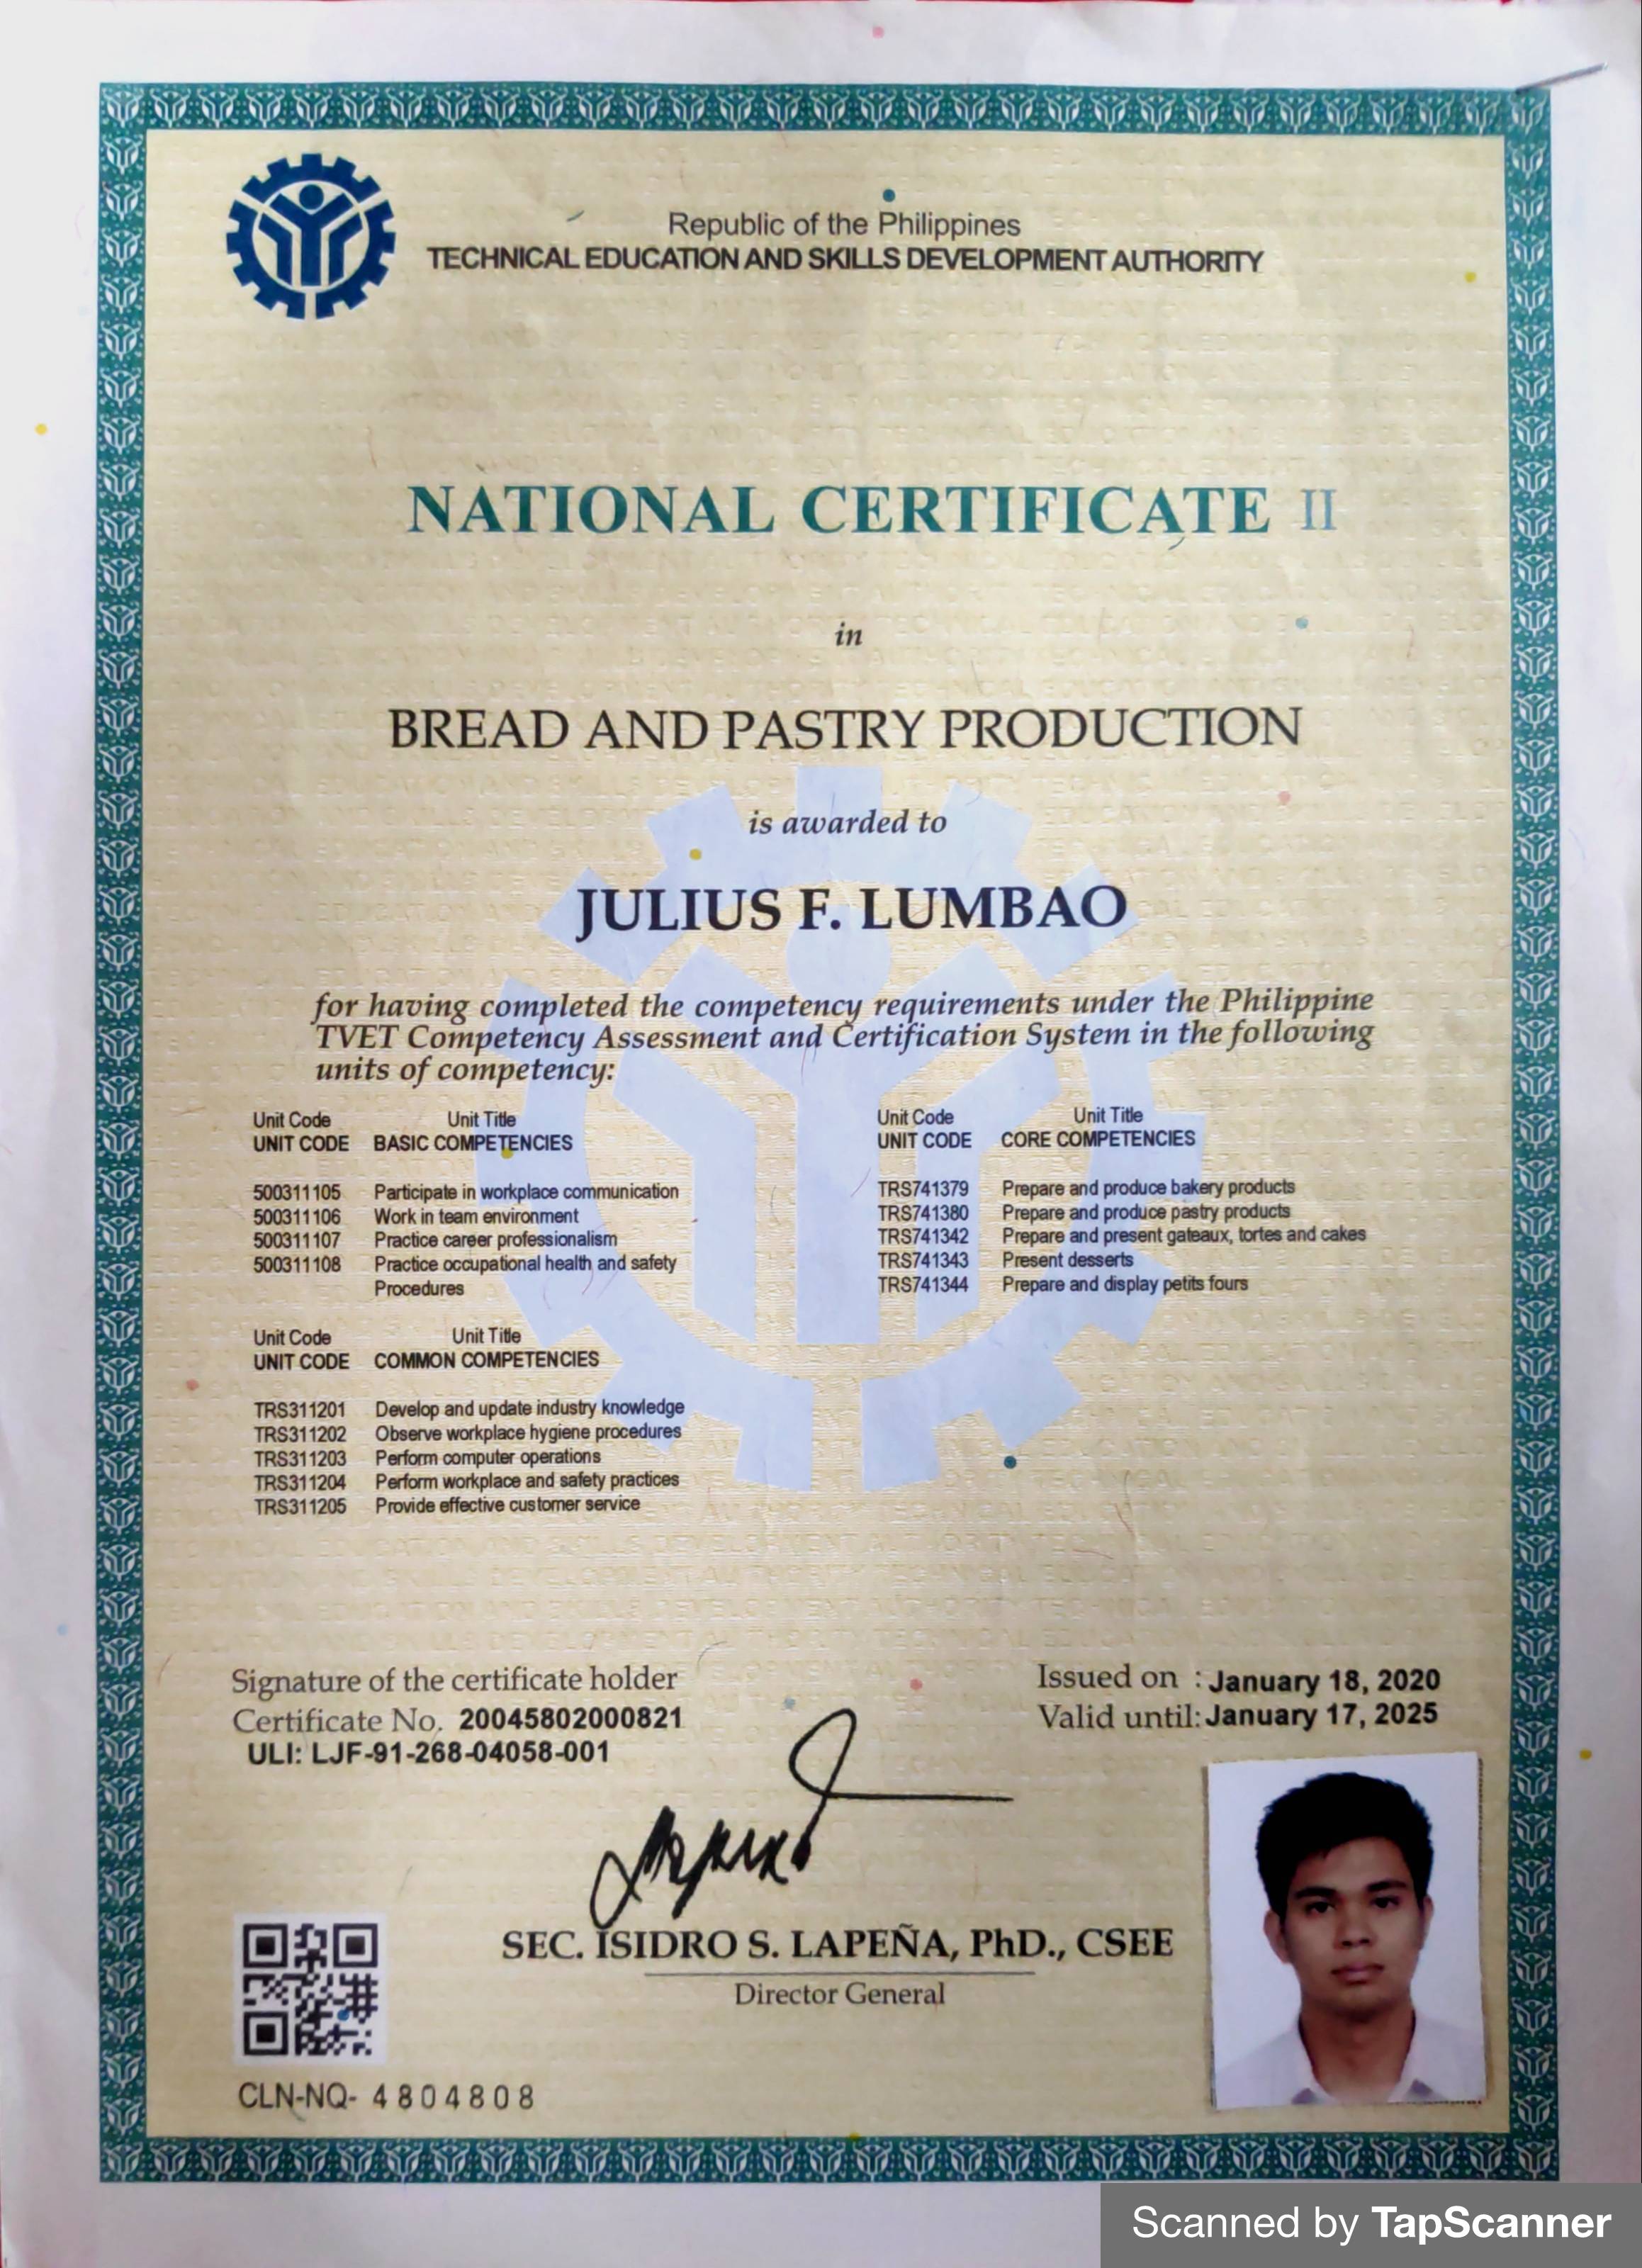 Republic of the Philippines
TECHNICAL EDUCATION AND SKILLS DEVELOPMENT AUTHORITY
NATIONAL CERTIFICATE II
in
BREAD AND PASTRY PRODUCTION
is awarded to
JULIUS F. LUMBAO
for having completed the competency requirements under the Philippine
TVET Competency Assessment and Certification System in the following
units of competency:
Unit Code Unit Title
UNIT CODE BASIC COMPETENCIES
500311105 Participate in workplace communication
500311106 Work in team environment
500311107 Practice career professionalism
500311108 Practice occupational health and safety
Procedures
Unit Code Unit Title
UNIT CODE COMMON COMPETENCIES
TRS311201 Develop and update industry knowledge
TRS311202 Observe workplace hygiene procedures
TRS311203 Perform computer operations
TRS311204 Perform workplace and safety practices
TRS311205 Provide effective customer service
Unit Code Unit Title
UNIT CODE CORE COMPETENCIES
TRS741379 Prepare and produce bakery products
TRS741380 Prepare and produce pastry products
TRS741342 Prepare and present gateaux, tortes and cakes
TRS741343 Present desserts
TRS741344 Prepare and display petits fours
Signature of the certificate holder
Certificate No. 20045802000821
ULI: LJF-91-268-04058-001
Issued on : January 18, 2020
Valid until: January 17, 2025
SEC. ISIDRO S. LAPEÑA, PhD., CSEE
Director General
CLN-NQ- 4804808
Scanned by TapScanner